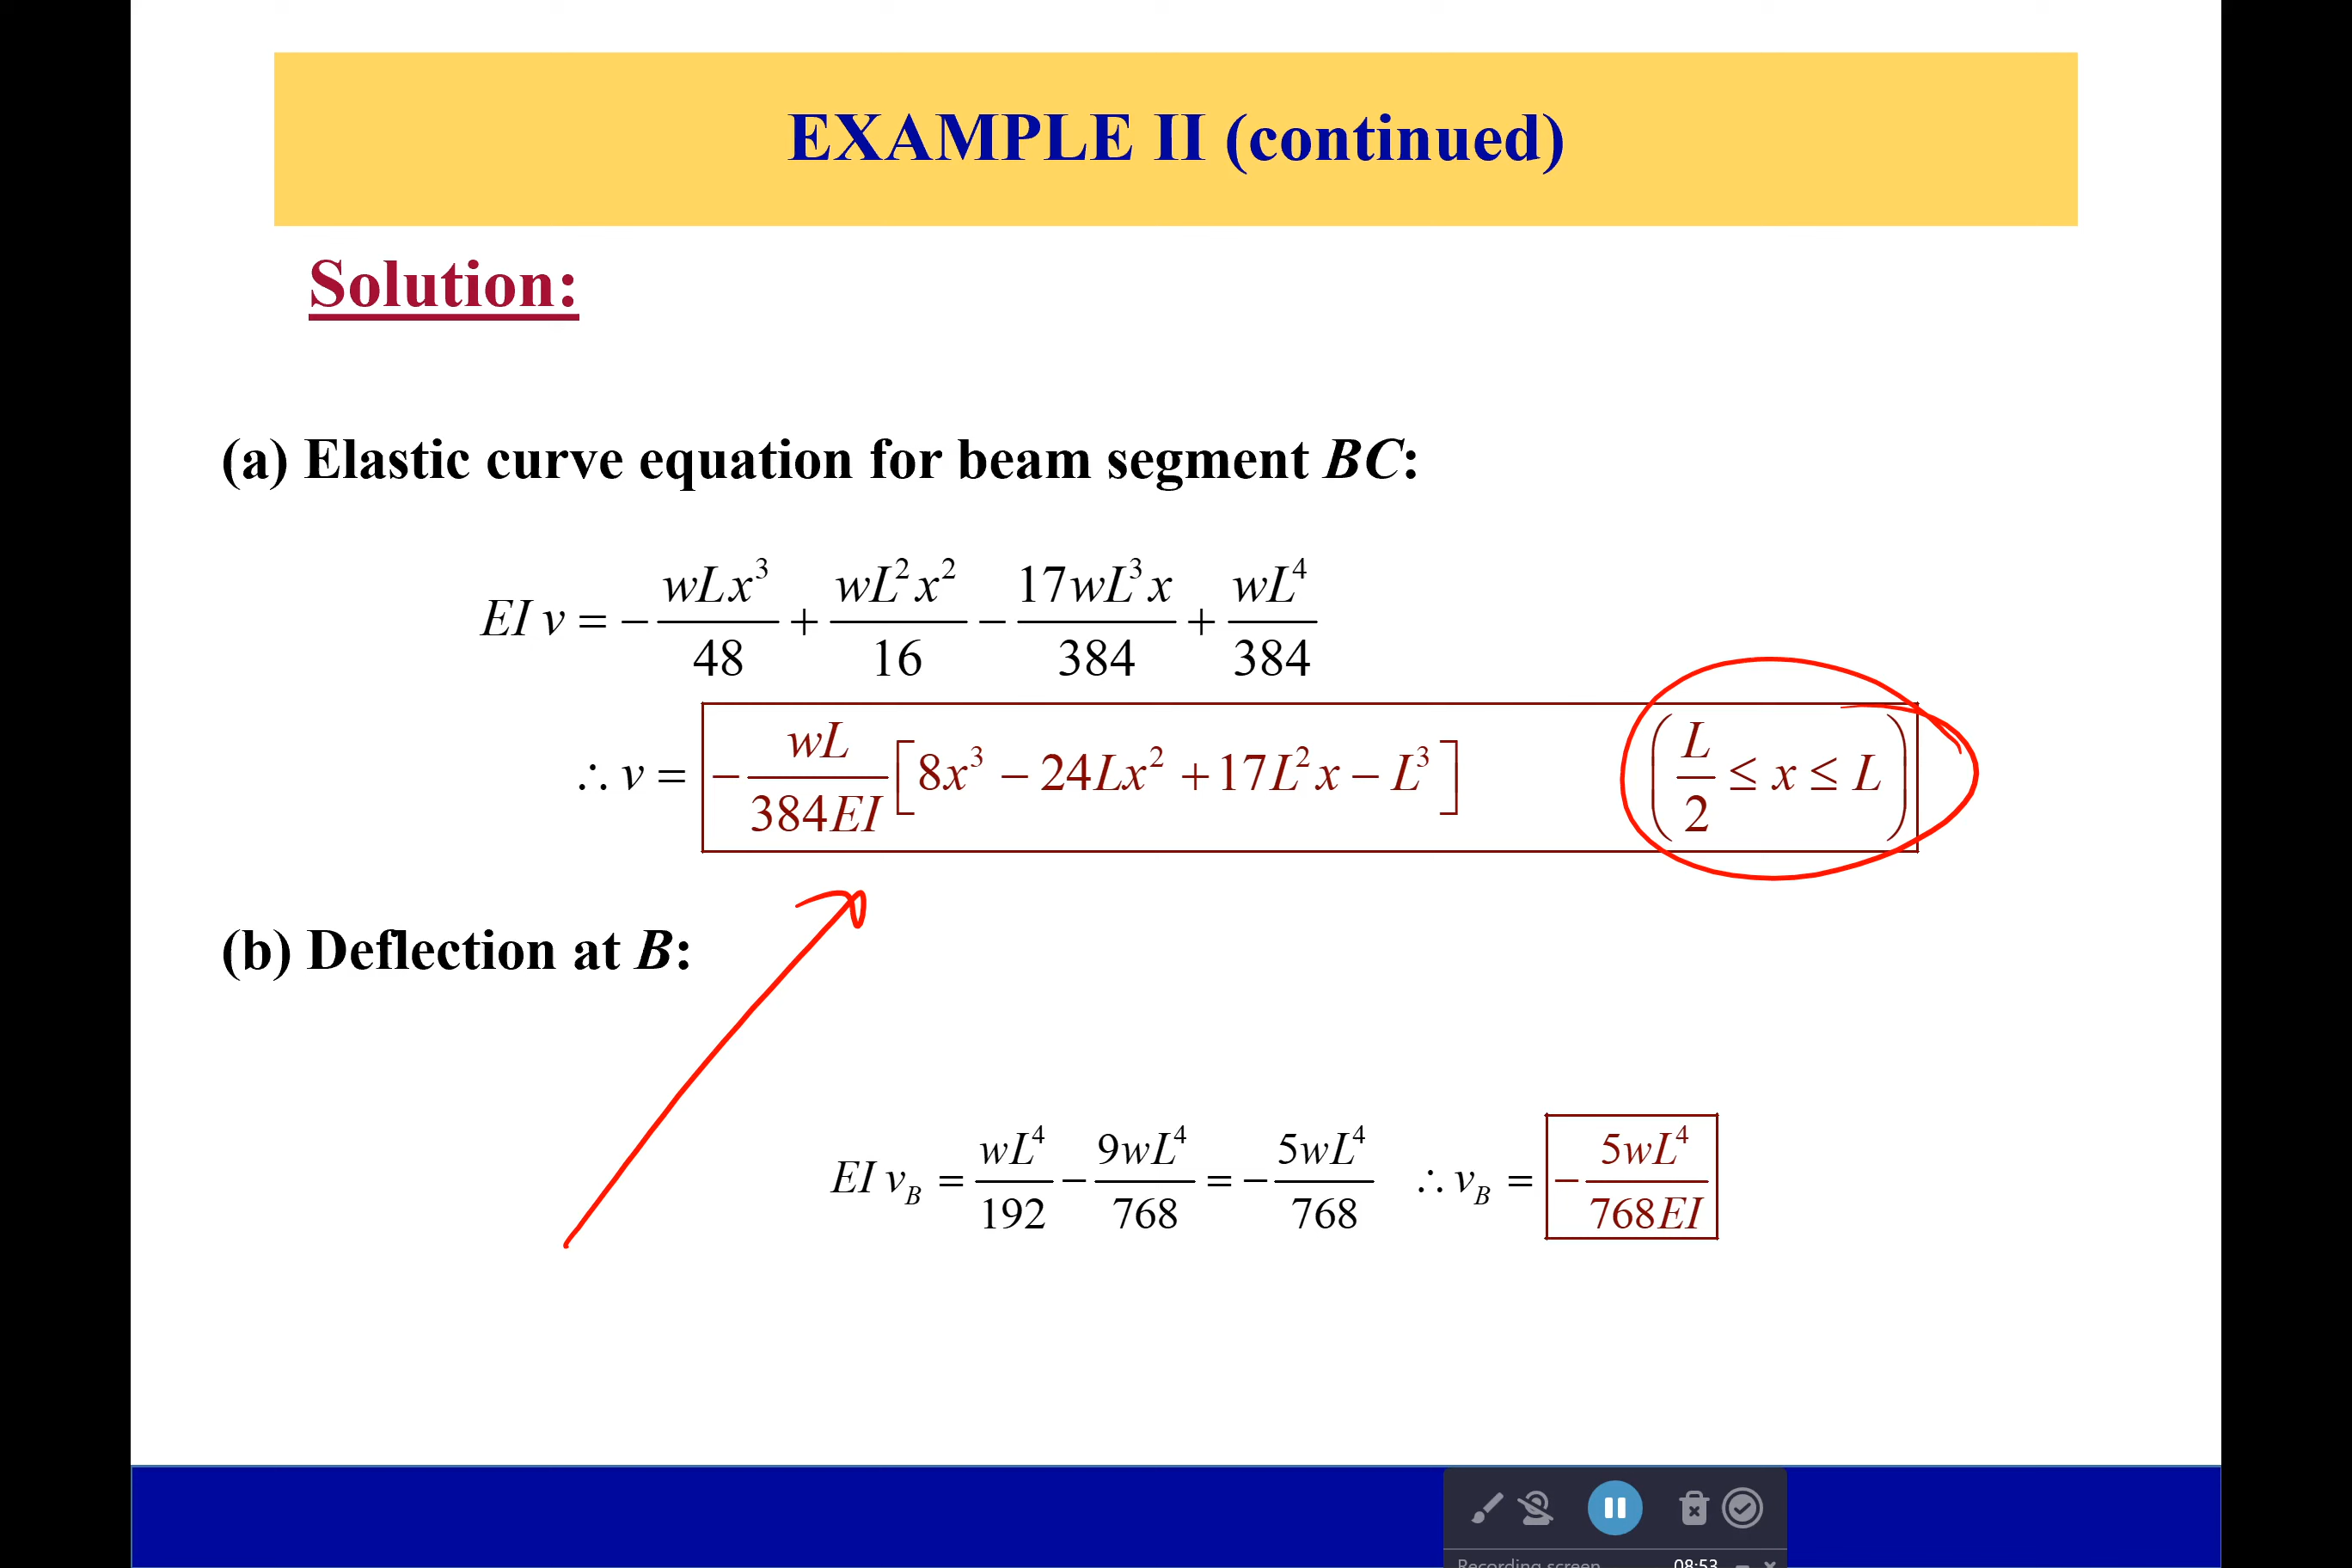 EXAMPLE II (continued)
Solution:
(a) Elastic curve equation for beam segment BC:
EI v = − wLx³/48 + wL²x²/16 − 17wL³x/384 + wL⁴/384
∴ v = − wL/384EI [8x³ − 24Lx² + 17L²x − L³] (L/2 ≤ x ≤ L)
(b) Deflection at B:
EI v_B = wL⁴/192 − 9wL⁴/768 = − 5wL⁴/768 ∴ v_B = − 5wL⁴/768EI
Recording screen 08:53